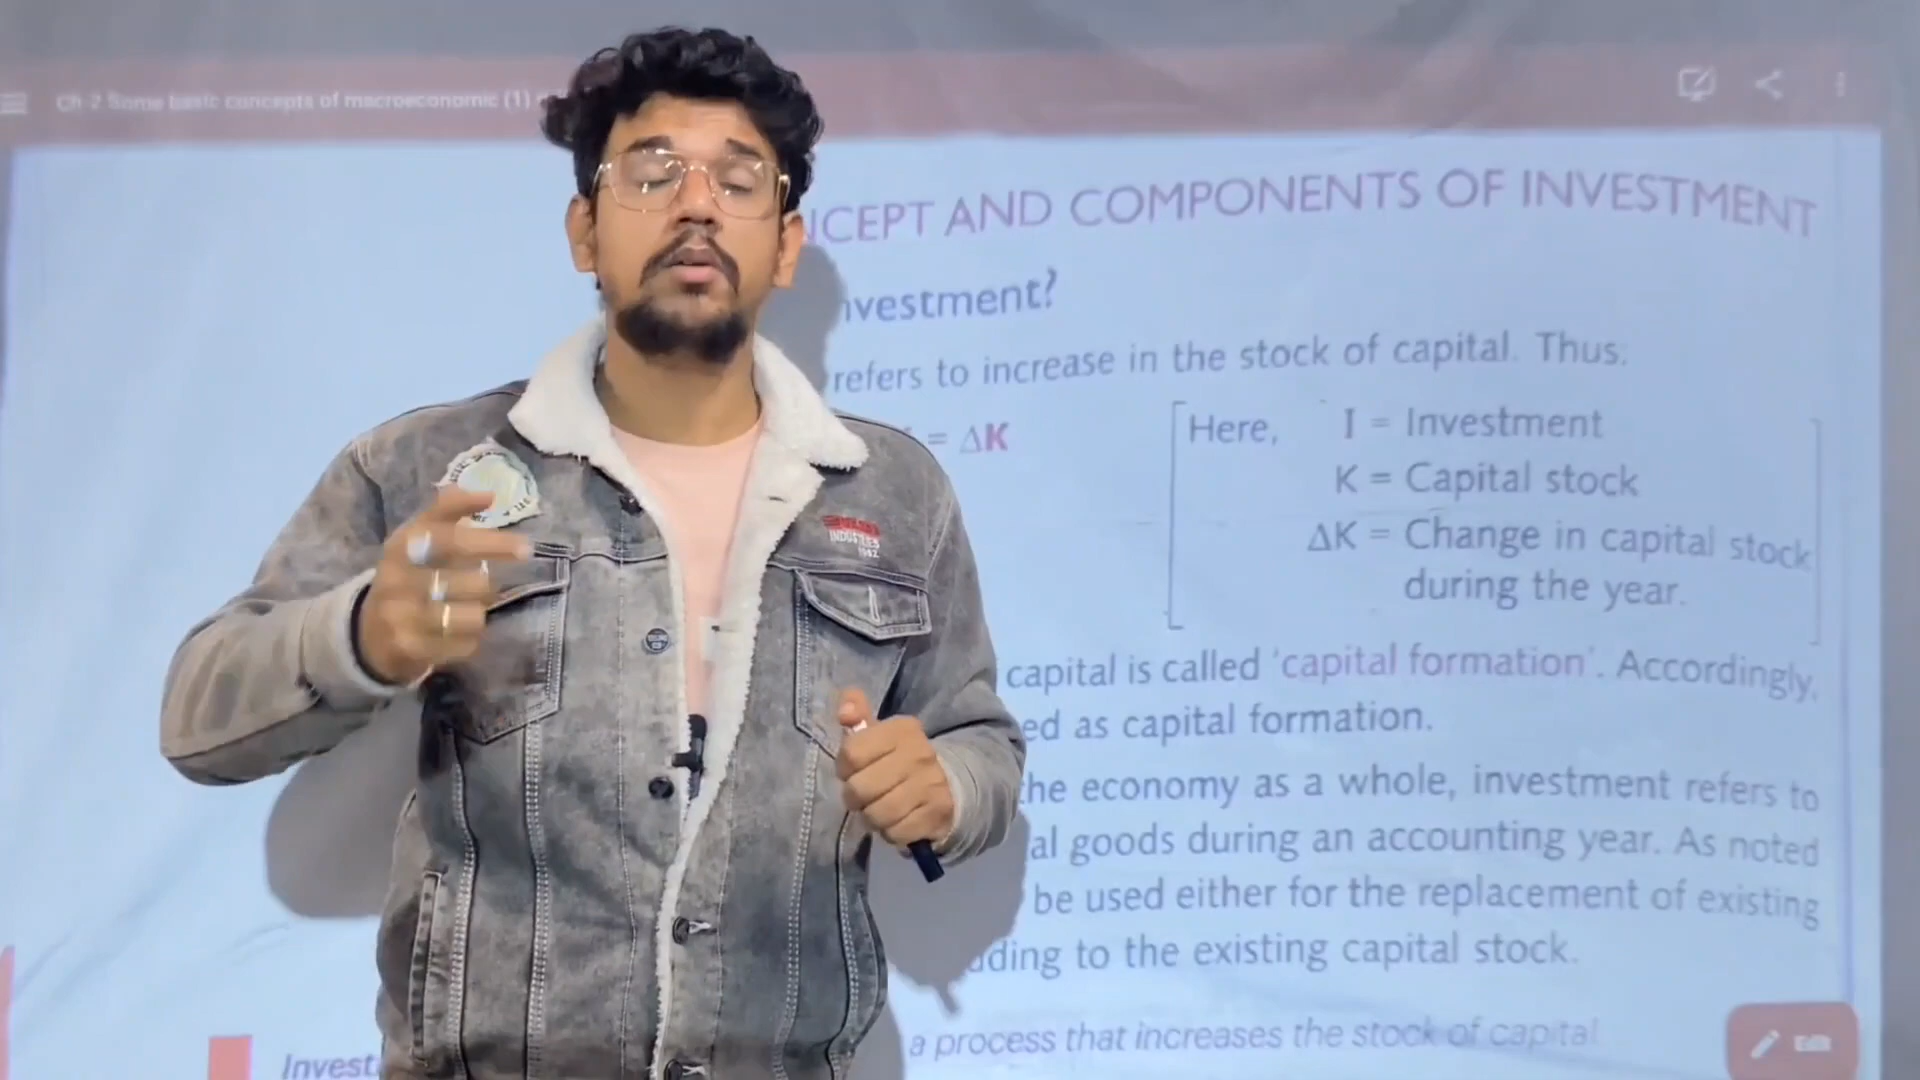 Ch-2 Some basic concepts of macroeconomic (1)
NCEPT AND COMPONENTS OF INVESTMENT
nvestment?
refers to increase in the stock of capital. Thus,
= ΔK
Here, I = Investment
K = Capital stock
ΔK = Change in capital stock
during the year.
capital is called 'capital formation'. Accordingly,
ed as capital formation.
the economy as a whole, investment refers to
al goods during an accounting year. As noted
be used either for the replacement of existing
ding to the existing capital stock.
Invest
a process that increases the stock of capital
Edit
INDUSTRIES